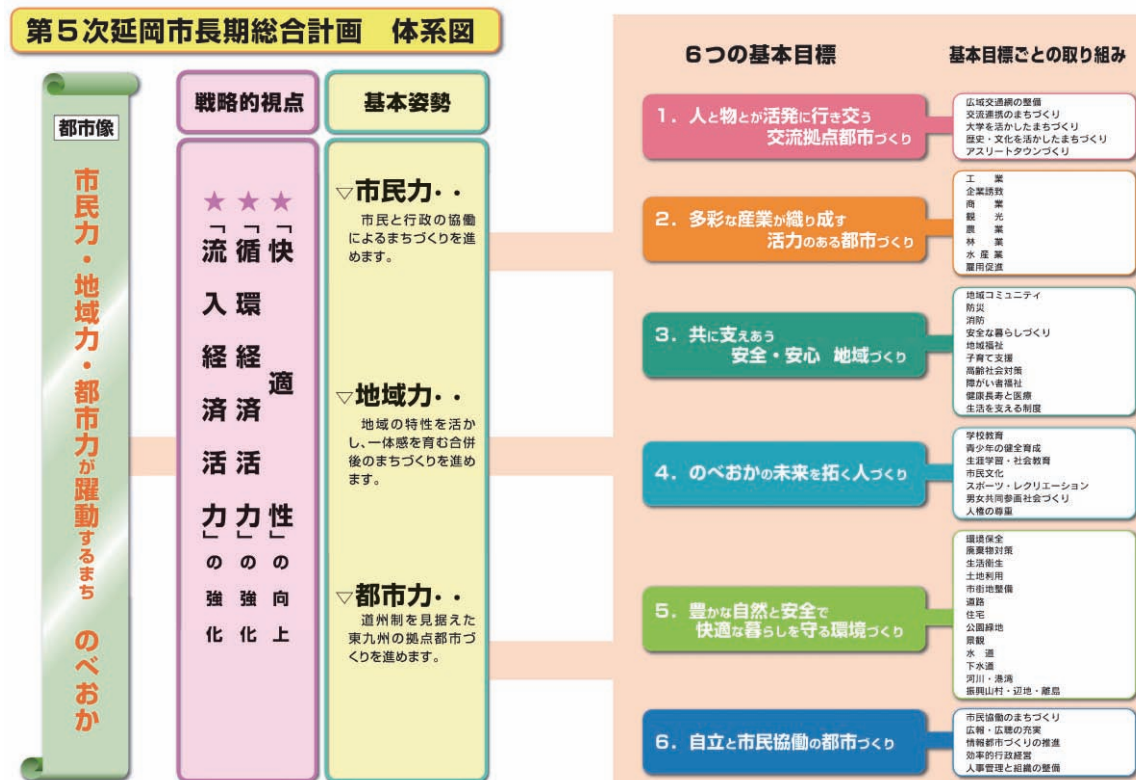 第5次延岡市長期総合計画 体系図
都市像
市民力・地域力・都市力が躍動するまち のべおか
戦略的視点
★「快適性」の向上
★「循環経済活力」の強化
★「流入経済活力」の強化
基本姿勢
▽市民力・・
市民と行政の協働
によるまちづくりを進
めます。
▽地域力・・
地域の特性を活か
し、一体感を育む合併
後のまちづくりを進め
ます。
▽都市力・・
道州制を見据えた
東九州の拠点都市づ
くりを進めます。
6つの基本目標
基本目標ごとの取り組み
1．人と物とが活発に行き交う
交流拠点都市づくり
広域交通網の整備
交流連携のまちづくり
大学を活かしたまちづくり
歴史・文化を活かしたまちづくり
アスリートタウンづくり
2．多彩な産業が織り成す
活力のある都市づくり
工 業
企業誘致
商 業
観 光
農 業
林 業
水 産 業
雇用促進
3．共に支えあう
安全・安心 地域づくり
地域コミュニティ
防災
消防
安全な暮らしづくり
地域福祉
子育て支援
高齢社会対策
障がい者福祉
健康長寿と医療
生活を支える制度
4．のべおかの未来を拓く人づくり
学校教育
青少年の健全育成
生涯学習・社会教育
市民文化
スポーツ・レクリエーション
男女共同参画社会づくり
人権の尊重
5．豊かな自然と安全で
快適な暮らしを守る環境づくり
環境保全
廃棄物対策
生活衛生
土地利用
市街地整備
道路
住宅
公園緑地
景観
水 道
下水道
河川・港湾
振興山村・辺地・離島
6．自立と市民協働の都市づくり
市民協働のまちづくり
広報・広聴の充実
情報都市づくりの推進
効率的行政経営
人事管理と組織の整備